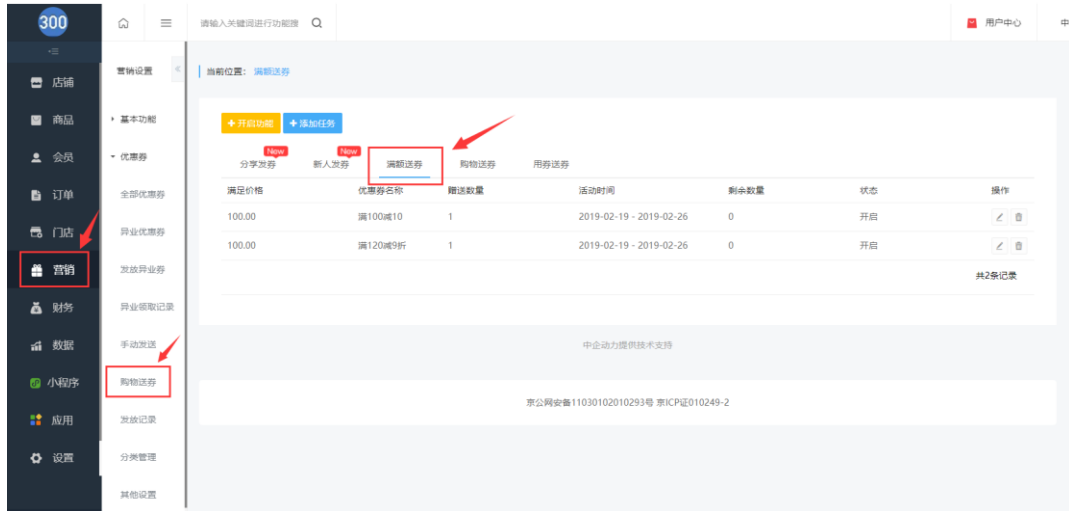 300
请输入关键词进行功能搜
用户中心
中
店铺
商品
会员
订单
门店
营销
财务
数据
小程序
应用
设置
营销设置
基本功能
优惠券
全部优惠券
异业优惠券
发放异业券
异业领取记录
手动发送
购物送券
发放记录
分类管理
其他设置
当前位置: 满额送券
+ 开启功能 + 添加任务
New New
分享发券 新人发券 满额送券 购物送券 用券送券
满足价格 优惠券名称 赠送数量 活动时间 剩余数量 状态 操作
100.00 满100减10 1 2019-02-19 - 2019-02-26 0 开启
100.00 满120减9折 1 2019-02-19 - 2019-02-26 0 开启
共2条记录
中企动力提供技术支持
京公网安备11030102010293号 京ICP证010249-2